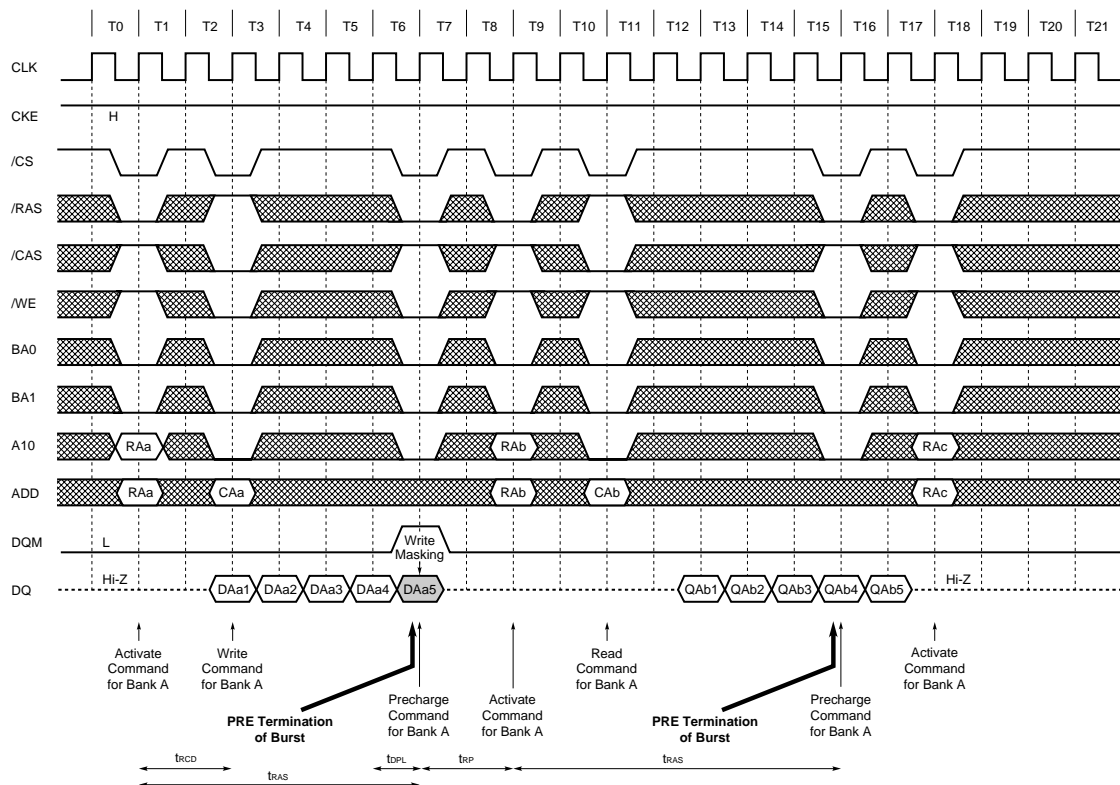 T0 T1 T2 T3 T4 T5 T6 T7 T8 T9 T10 T11 T12 T13 T14 T15 T16 T17 T18 T19 T20 T21
CLK
CKE H
/CS
/RAS
/CAS
/WE
BA0
BA1
A10 RAa RAb RAc
ADD RAa CAa RAb CAb RAc
DQM L Write Masking
DQ Hi-Z DAa1 DAa2 DAa3 DAa4 DAa5 QAb1 QAb2 QAb3 QAb4 QAb5 Hi-Z
Activate
Command
for Bank A
Write
Command
for Bank A
PRE Termination
of Burst
Precharge
Command
for Bank A
Activate
Command
for Bank A
Read
Command
for Bank A
PRE Termination
of Burst
Precharge
Command
for Bank A
Activate
Command
for Bank A
tRCD tDPL tRP tRAS
tRAS